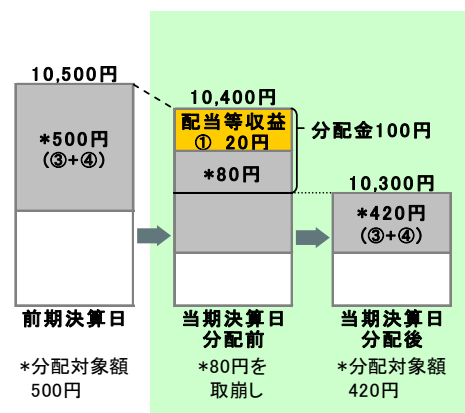 10,500円
*500円
(③+④)
前期決算日
*分配対象額
500円
10,400円
配当等収益
① 20円
*80円
分配金100円
当期決算日
分配前
*80円を
取崩し
10,300円
*420円
(③+④)
当期決算日
分配後
*分配対象額
420円